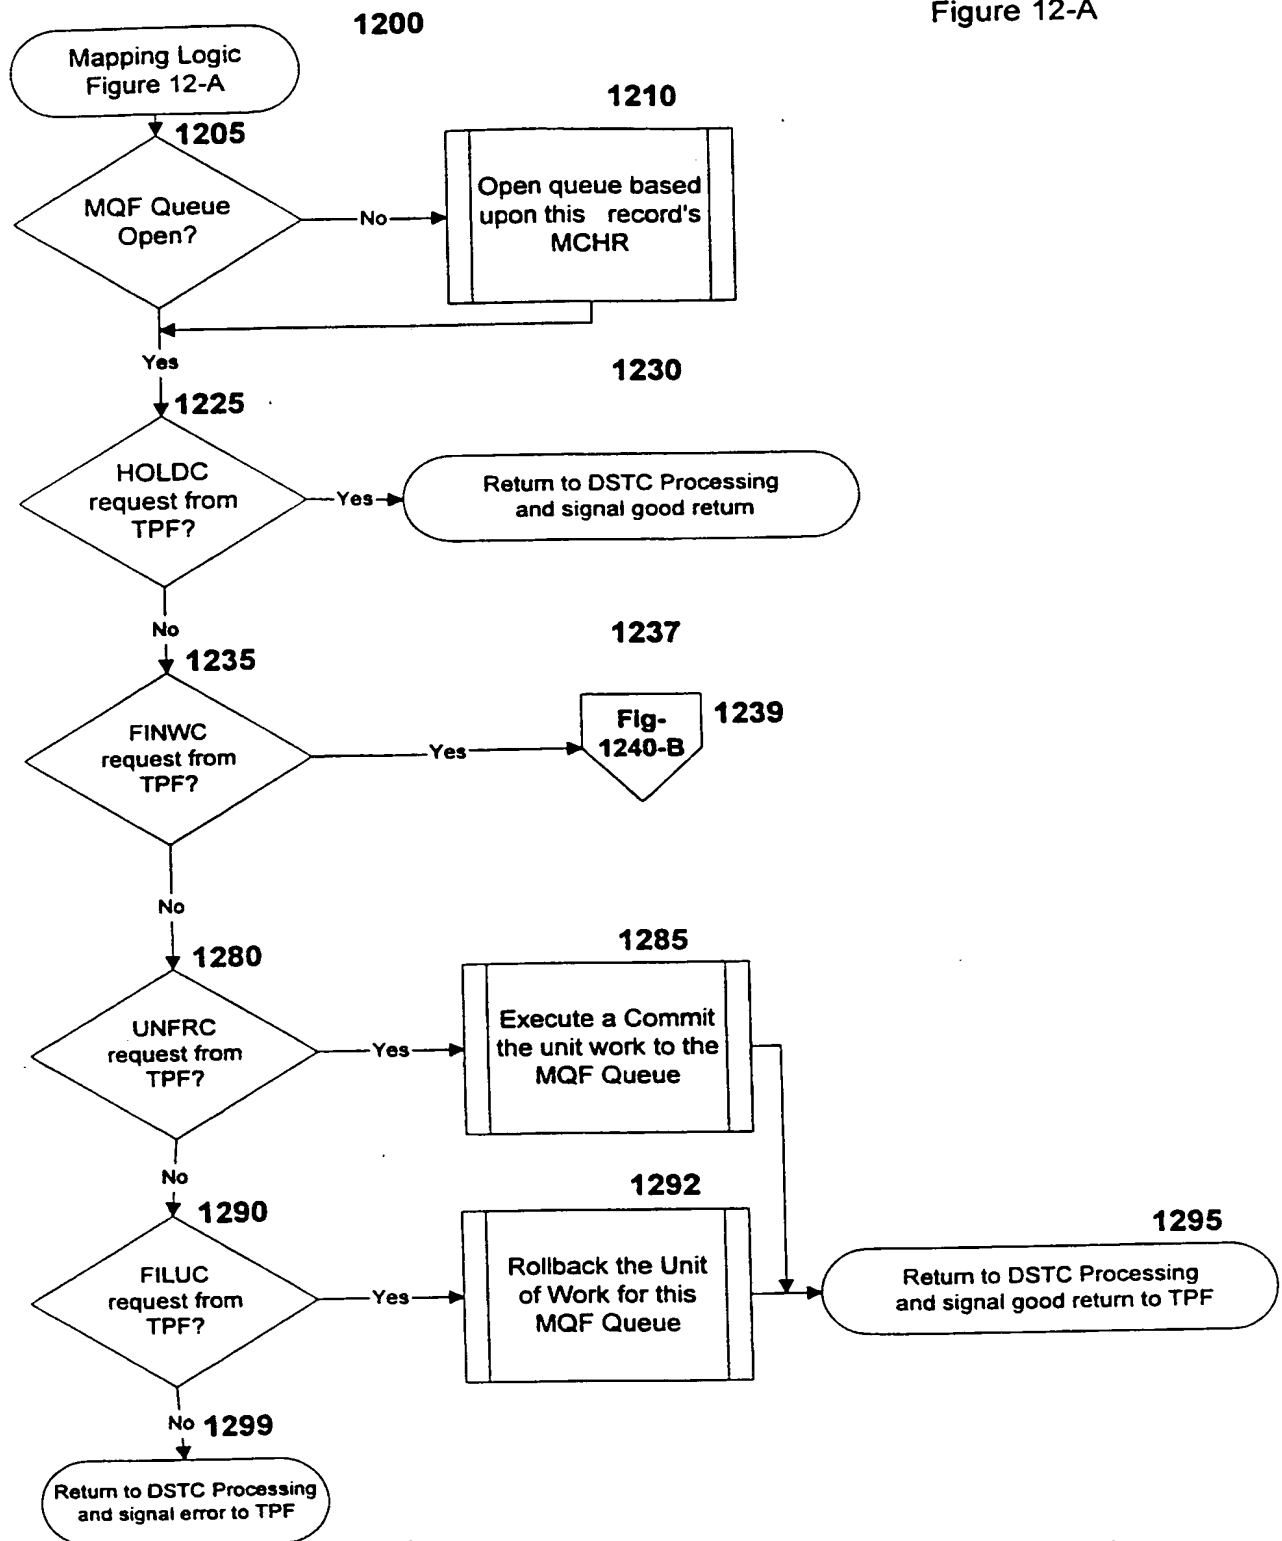 1200
Figure 12-A
Mapping Logic
Figure 12-A
1205
1210
MQF Queue
Open?
No
Open queue based
upon this record's
MCHR
Yes
1225
1230
HOLDC
request from
TPF?
Yes
Return to DSTC Processing
and signal good return
No
1235
1237
FINWC
request from
TPF?
Yes
Fig-
1240-B
1239
No
1280
1285
UNFRC
request from
TPF?
Yes
Execute a Commit
the unit work to the
MQF Queue
No
1290
1292
FILUC
request from
TPF?
Yes
Rollback the Unit
of Work for this
MQF Queue
1295
Return to DSTC Processing
and signal good return to TPF
No
1299
Return to DSTC Processing
and signal error to TPF